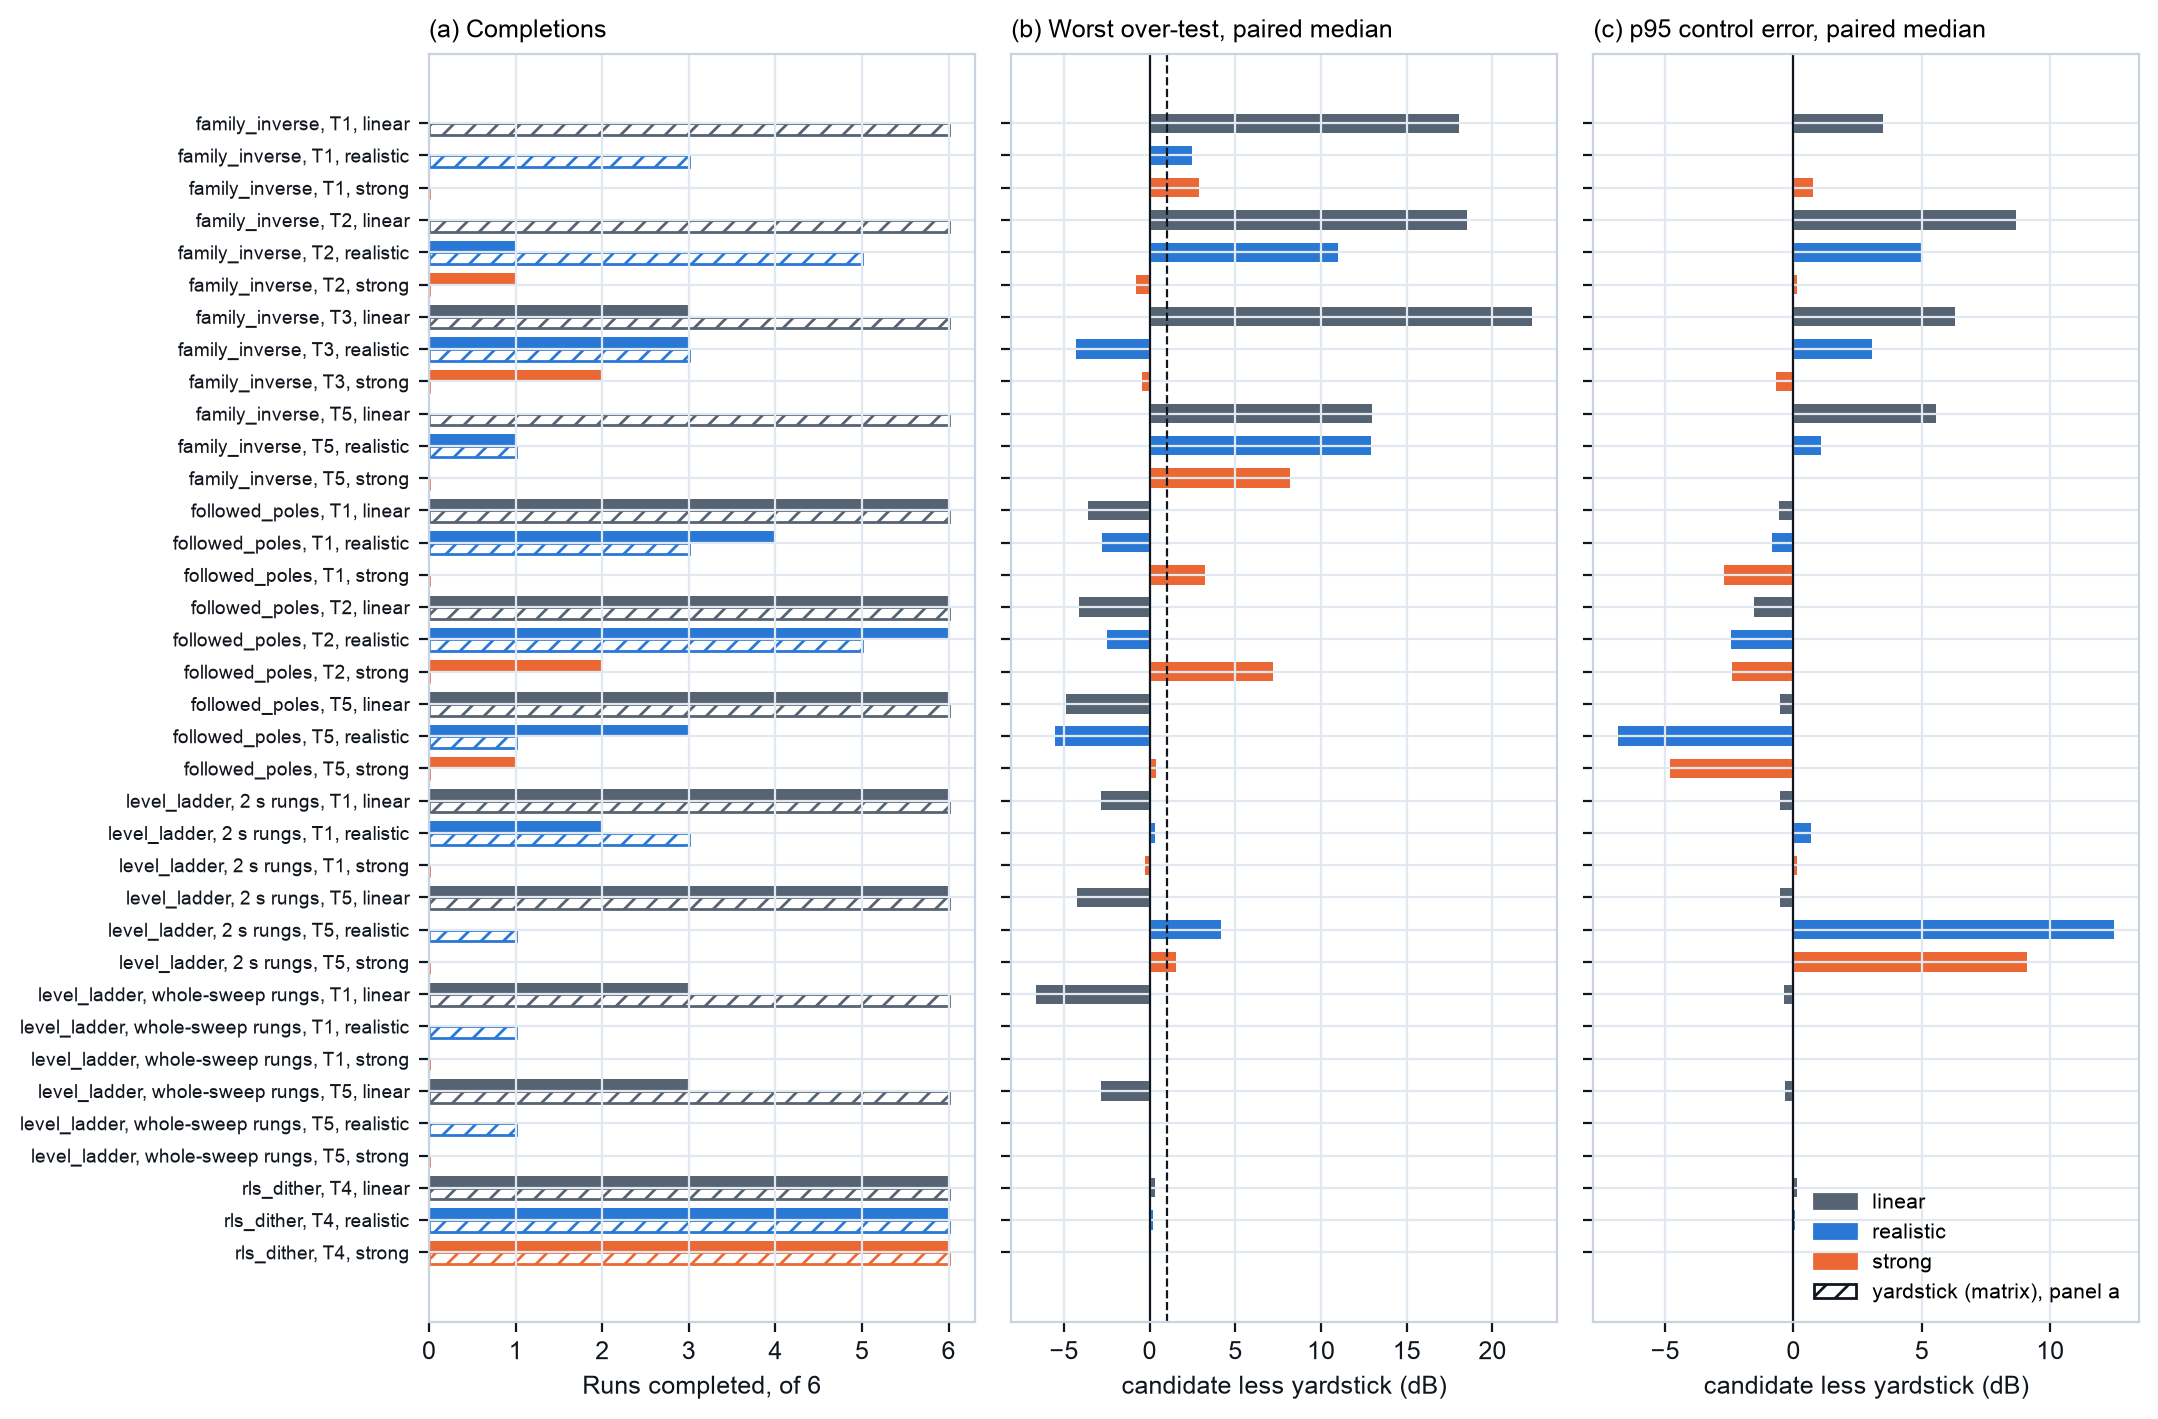 (a) Completions
(b) Worst over-test, paired median
(c) p95 control error, paired median
family_inverse, T1, linear
family_inverse, T1, realistic
family_inverse, T1, strong
family_inverse, T2, linear
family_inverse, T2, realistic
family_inverse, T2, strong
family_inverse, T3, linear
family_inverse, T3, realistic
family_inverse, T3, strong
family_inverse, T5, linear
family_inverse, T5, realistic
family_inverse, T5, strong
followed_poles, T1, linear
followed_poles, T1, realistic
followed_poles, T1, strong
followed_poles, T2, linear
followed_poles, T2, realistic
followed_poles, T2, strong
followed_poles, T5, linear
followed_poles, T5, realistic
followed_poles, T5, strong
level_ladder, 2 s rungs, T1, linear
level_ladder, 2 s rungs, T1, realistic
level_ladder, 2 s rungs, T1, strong
level_ladder, 2 s rungs, T5, linear
level_ladder, 2 s rungs, T5, realistic
level_ladder, 2 s rungs, T5, strong
level_ladder, whole-sweep rungs, T1, linear
level_ladder, whole-sweep rungs, T1, realistic
level_ladder, whole-sweep rungs, T1, strong
level_ladder, whole-sweep rungs, T5, linear
level_ladder, whole-sweep rungs, T5, realistic
level_ladder, whole-sweep rungs, T5, strong
rls_dither, T4, linear
rls_dither, T4, realistic
rls_dither, T4, strong
linear
realistic
strong
yardstick (matrix), panel a
0 1 2 3 4 5 6
−5 0 5 10 15 20
−5 0 5 10
Runs completed, of 6
candidate less yardstick (dB)
candidate less yardstick (dB)